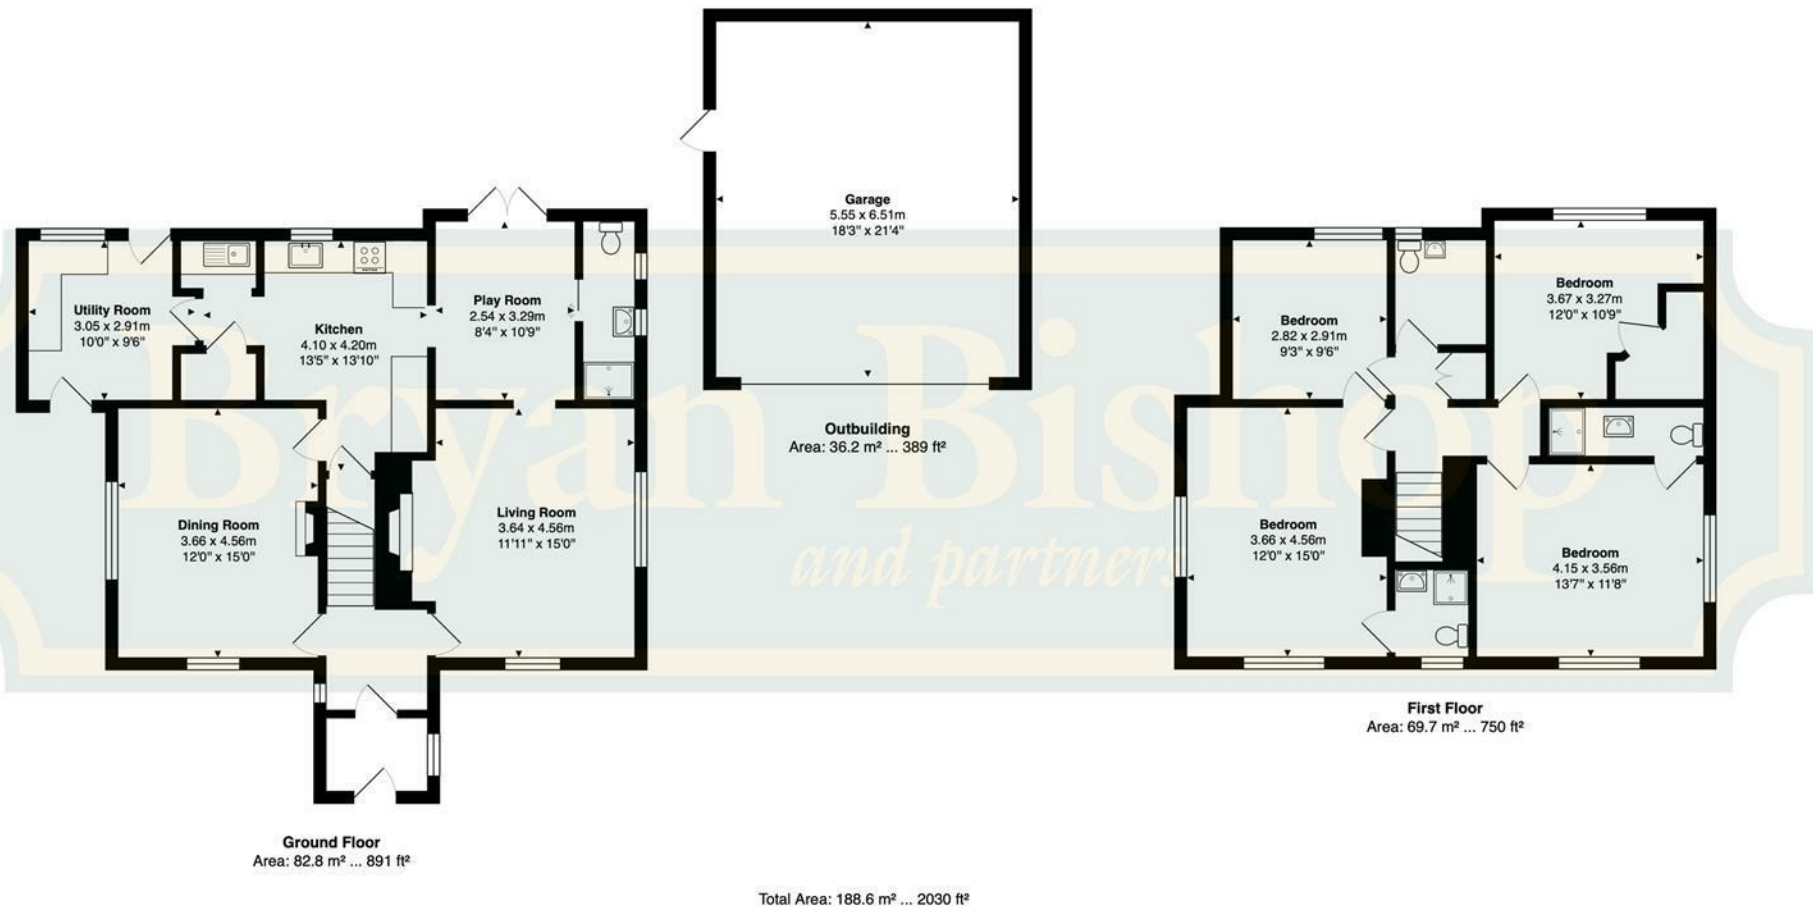 Garage
5.55 x 6.51m
18'3" x 21'4"
Utility Room
3.05 x 2.91m
10'0" x 9'6"
Kitchen
4.10 x 4.20m
13'5" x 13'10"
Play Room
2.54 x 3.29m
8'4" x 10'9"
Dining Room
3.66 x 4.56m
12'0" x 15'0"
Living Room
3.64 x 4.56m
11'11" x 15'0"
Outbuilding
Area: 36.2 m² ... 389 ft²
Bedroom
2.82 x 2.91m
9'3" x 9'6"
Bedroom
3.67 x 3.27m
12'0" x 10'9"
Bedroom
3.66 x 4.56m
12'0" x 15'0"
Bedroom
4.15 x 3.56m
13'7" x 11'8"
Bryan Bishop
and partners
Ground Floor
Area: 82.8 m² ... 891 ft²
First Floor
Area: 69.7 m² ... 750 ft²
Total Area: 188.6 m² ... 2030 ft²